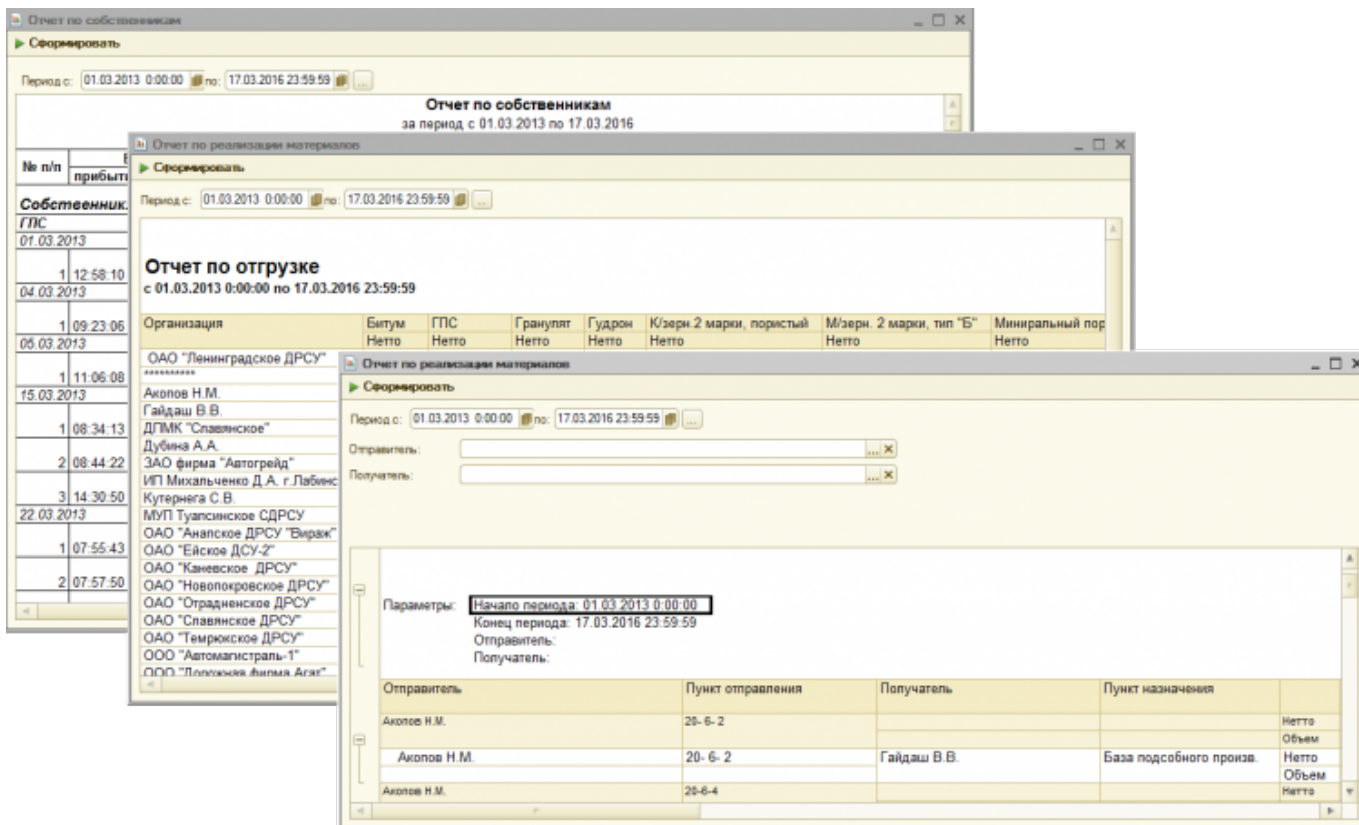 Отчет по собственникам
Сформировать
Период с: 01.03.2013 0:00:00 по: 17.03.2016 23:59:59 ...
Отчет по собственникам
за период с 01.03.2013 по 17.03.2016
№ п/п
прибыти
Собственник.
ГПС
01.03.2013
1 12:58:10
04.03.2013
1 09:23:06
05.03.2013
1 11:06:08
15.03.2013
1 08:34:13
2 08:44:22
3 14:30:50
22.03.2013
1 07:55:43
2 07:57:50
Отчет по реализации материалов
Сформировать
Период с: 01.03.2013 0:00:00 по: 17.03.2016 23:59:59 ...
Отчет по отгрузке
с 01.03.2013 0:00:00 по 17.03.2016 23:59:59
Организация Битум ГПС Гранулят Гудрон К/зерн.2 марки, пористый М/зерн. 2 марки, тип "Б" Миниральный пор
Нетто Нетто Нетто Нетто Нетто Нетто Нетто
ОАО "Ленинградское ДРСУ"
**********
Акопов Н.М.
Гайдаш В.В.
ДПМК "Славянское"
Дубина А.А.
ЗАО фирма "Автогрейд"
ИП Михальченко Д.А. г.Лабинс
Кутернега С.В.
МУП Туапсинское СДРСУ
ОАО "Анапское ДРСУ "Вираж"
ОАО "Ейское ДСУ-2"
ОАО "Каневское ДРСУ"
ОАО "Новопокровское ДРСУ"
ОАО "Отрадненское ДРСУ"
ОАО "Славянское ДРСУ"
ОАО "Темрюкское ДРСУ"
ООО "Автомагистраль-1"
ООО "Дорожная фирма Агат"
Отчет по реализации материалов
Сформировать
Период с: 01.03.2013 0:00:00 по: 17.03.2016 23:59:59 ...
Отправитель: ...
Получатель: ...
Параметры: Начало периода: 01.03.2013 0:00:00
Конец периода: 17.03.2016 23:59:59
Отправитель:
Получатель:
Отправитель Пункт отправления Получатель Пункт назначения
Акопов Н.М. 20- 6- 2 Нетто
Объем
Акопов Н.М. 20- 6- 2 Гайдаш В.В. База подсобного произв. Нетто
Объем
Акопов Н.М. 20-6-4 Нетто